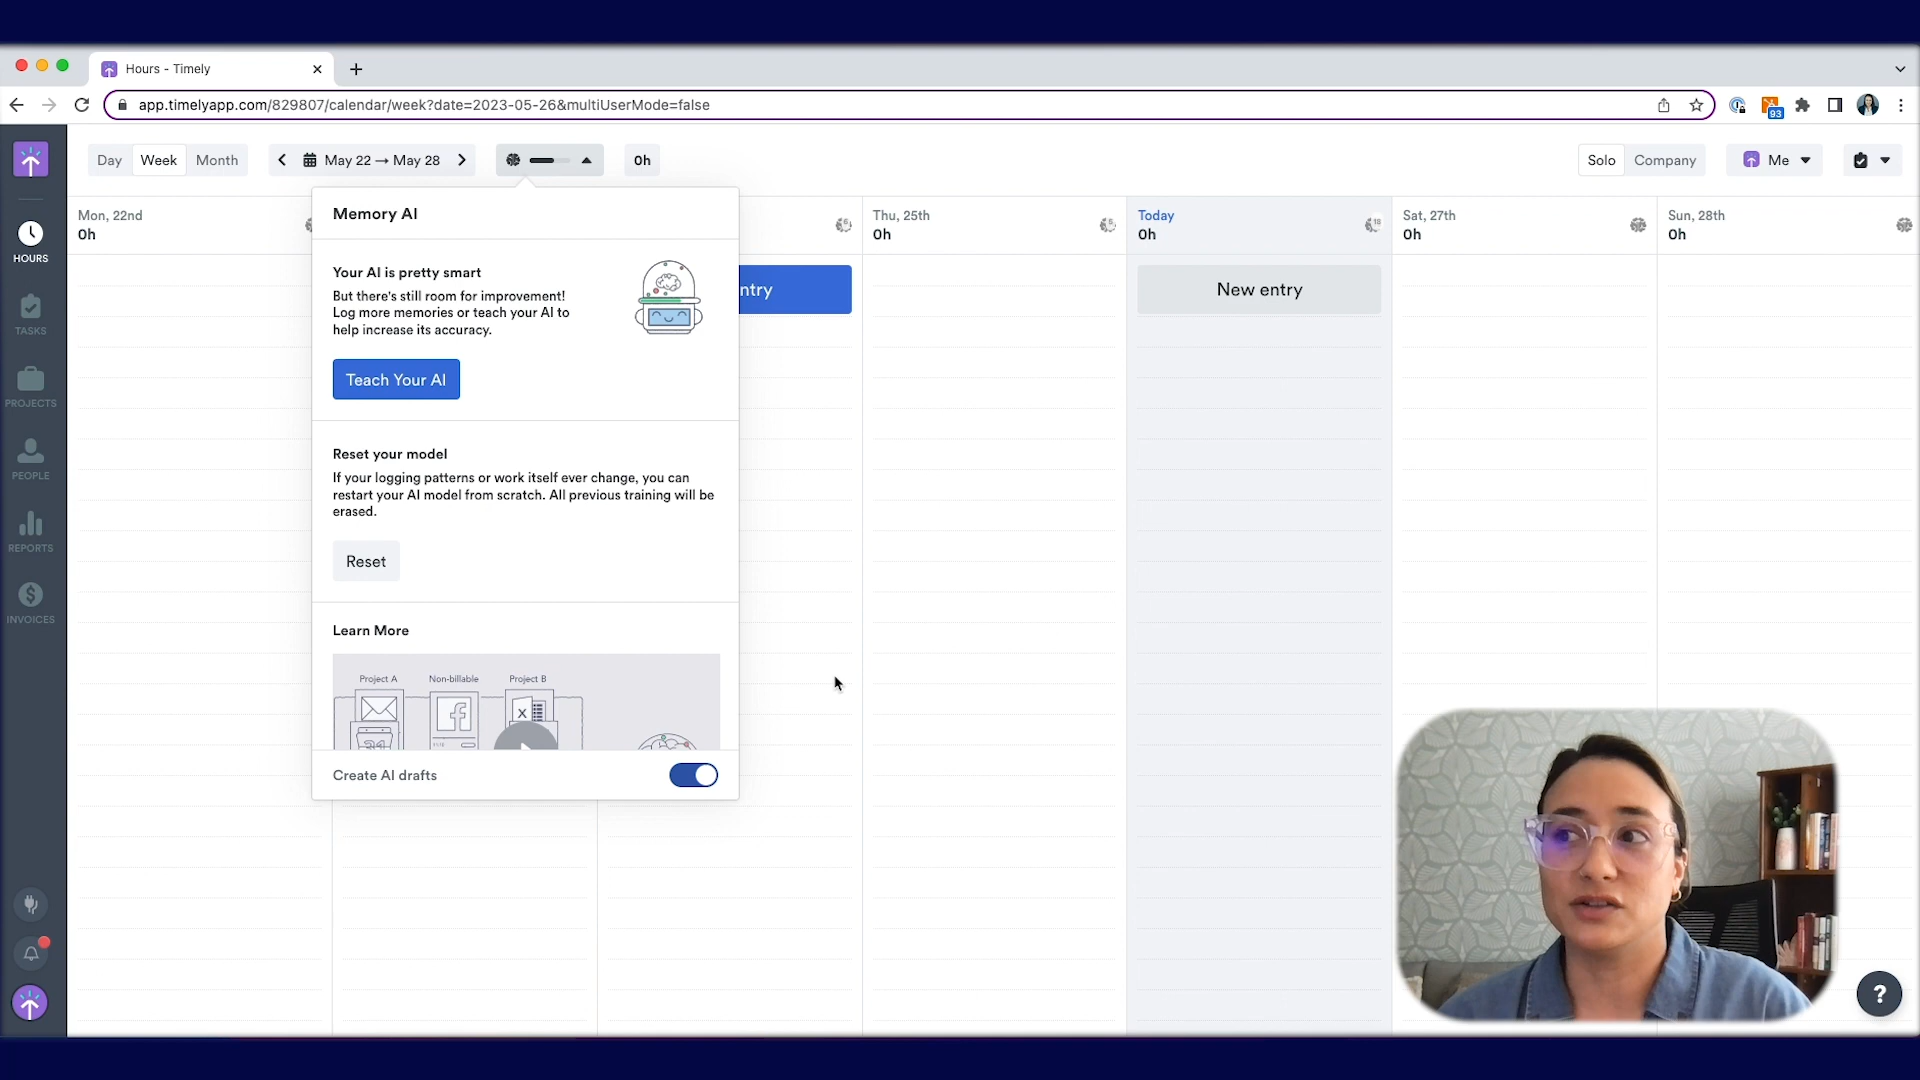 Hours - Timely
app.timelyapp.com/829807/calendar/week?date=2023-05-26&multiUserMode=false
93
Day Week Month
May 22 → May 28
0h
Solo Company
Me
HOURS
TASKS
PROJECTS
PEOPLE
REPORTS
INVOICES
Mon, 22nd
0h
Thu, 25th
0h
Today
0h
18
Sat, 27th
0h
Sun, 28th
0h
ntry
New entry
Memory AI
Your AI is pretty smart
But there's still room for improvement!
Log more memories or teach your AI to
help increase its accuracy.
Teach Your AI
Reset your model
If your logging patterns or work itself ever change, you can
restart your AI model from scratch. All previous training will be
erased.
Reset
Learn More
Project A Non-billable Project B
X
31
Create AI drafts
?